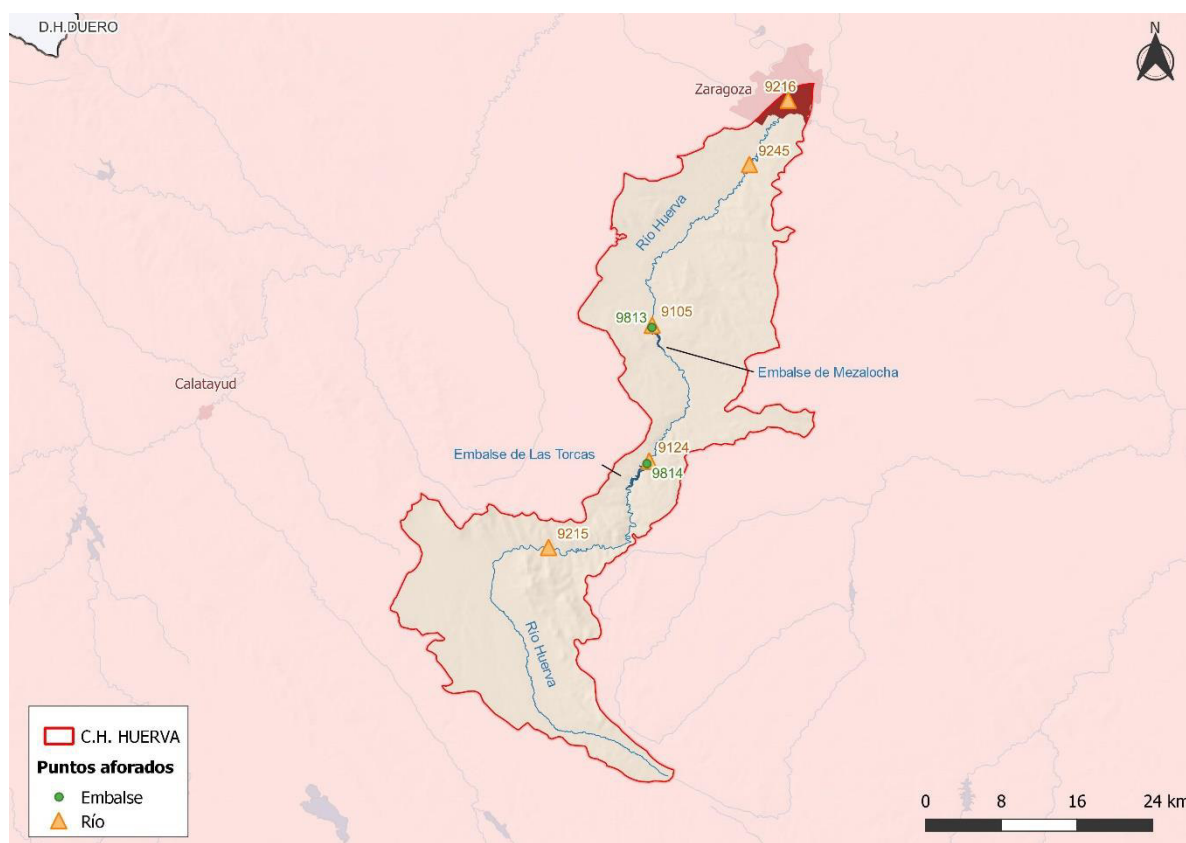 D.H.DUERO
N
9216
Zaragoza
9245
Río Huerva
9813
9105
Embalse de Mezalocha
Calatayud
9124
Embalse de Las Torcas
9814
9215
Río Huerva
C.H. HUERVA
Puntos aforados
Embalse
Río
0 8 16 24 km